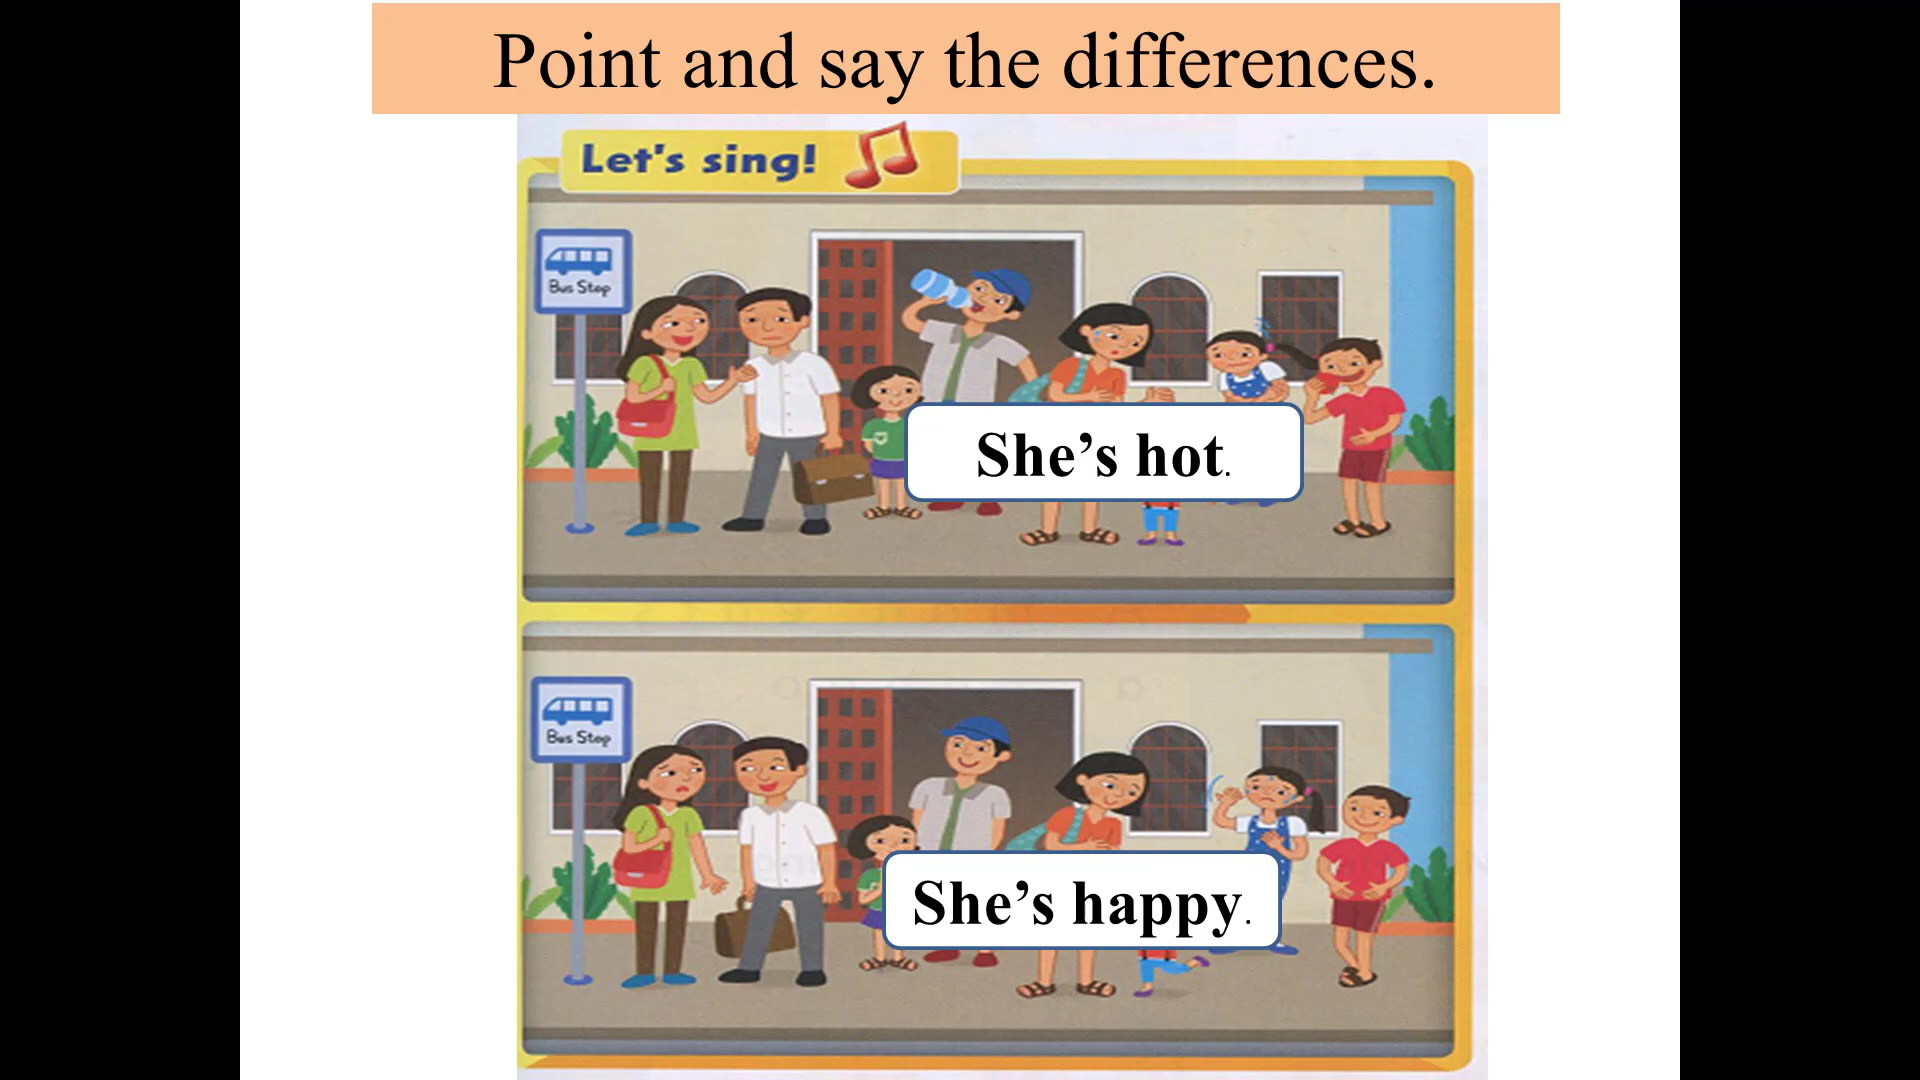 Point and say the differences.
Let's sing!
Bus Stop
She’s hot.
Bus Stop
She’s happy.